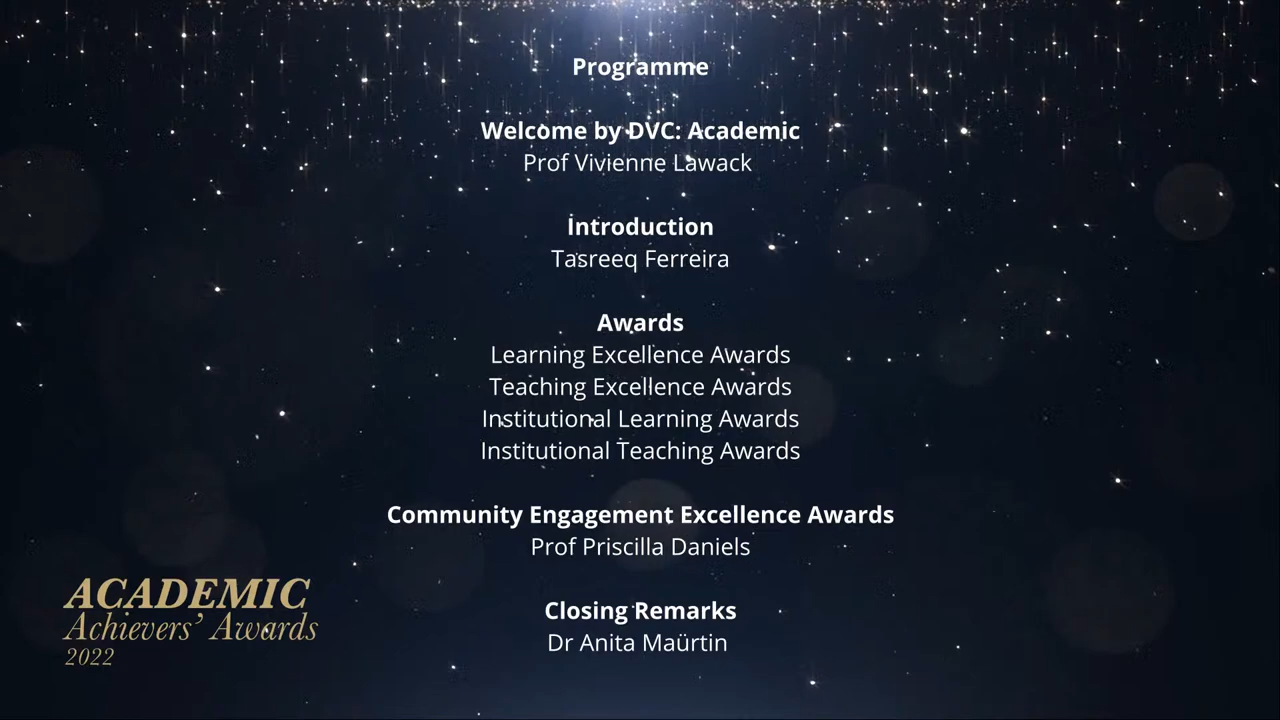 Programme
Welcome by DVC: Academic
Prof Vivienne Lawack
Introduction
Tasreeq Ferreira
Awards
Learning Excellence Awards
Teaching Excellence Awards
Institutional Learning Awards
Institutional Teaching Awards
Community Engagement Excellence Awards
Prof Priscilla Daniels
Closing Remarks
Dr Anita Maürtin
ACADEMIC
Achievers’ Awards
2022